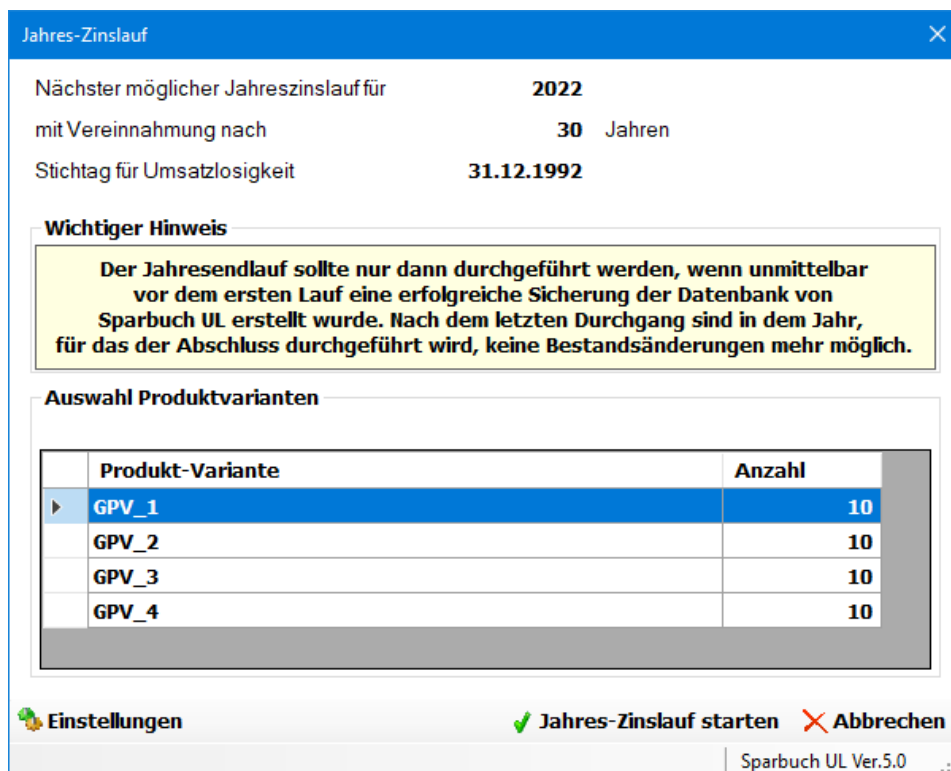 Jahres-Zinslauf
Nächster möglicher Jahreszinslauf für 2022
mit Vereinnahmung nach 30 Jahren
Stichtag für Umsatzlosigkeit 31.12.1992
Wichtiger Hinweis
Der Jahresendlauf sollte nur dann durchgeführt werden, wenn unmittelbar
vor dem ersten Lauf eine erfolgreiche Sicherung der Datenbank von
Sparbuch UL erstellt wurde. Nach dem letzten Durchgang sind in dem Jahr,
für das der Abschluss durchgeführt wird, keine Bestandsänderungen mehr möglich.
Auswahl Produktvarianten
Produkt-Variante Anzahl
GPV_1 10
GPV_2 10
GPV_3 10
GPV_4 10
Einstellungen Jahres-Zinslauf starten Abbrechen
Sparbuch UL Ver.5.0